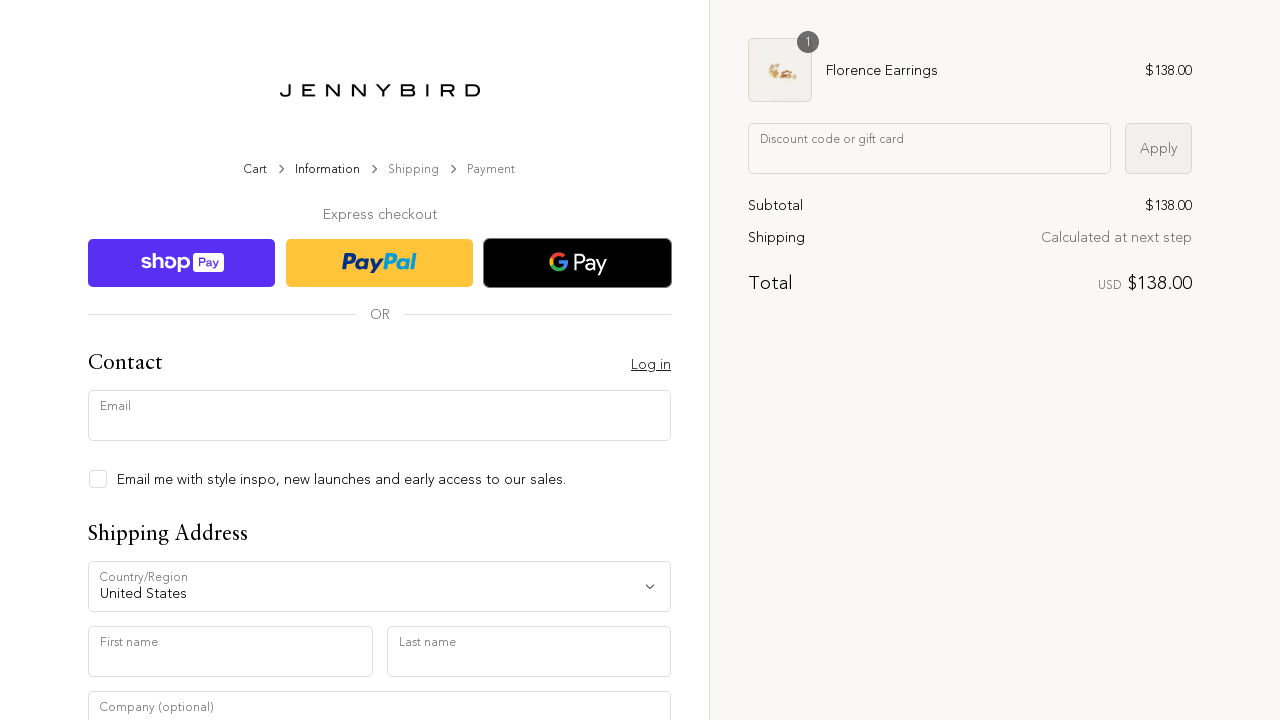 JENNYBIRD
Cart > Information > Shipping > Payment
Express checkout
shop Pay
PayPal
G Pay
OR
Contact
Log in
Email
Email me with style inspo, new launches and early access to our sales.
Shipping Address
Country/Region
United States
First name
Last name
Company (optional)
1
Florence Earrings
$138.00
Discount code or gift card
Apply
Subtotal
$138.00
Shipping
Calculated at next step
Total
USD $138.00